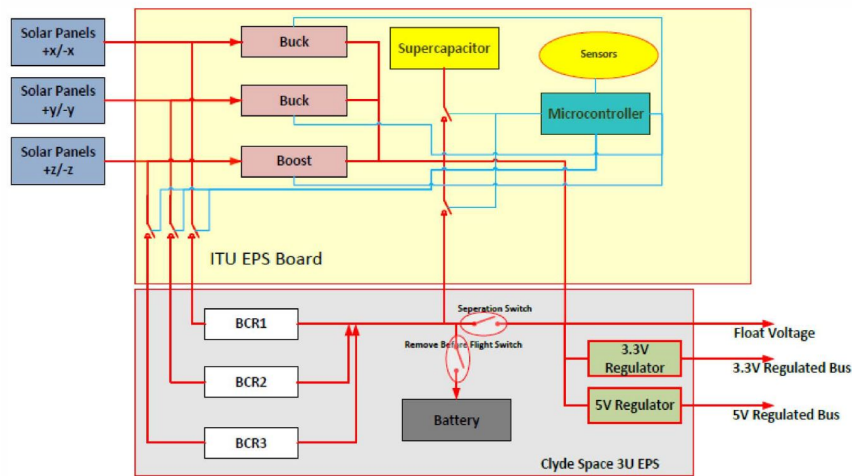 Solar Panels
+x/-x
Buck
Supercapacitor
Sensors
Solar Panels
+y/-y
Buck
Microcontroller
Solar Panels
+z/-z
Boost
ITU EPS Board
BCR1
Seperation Switch
Float Voltage
Remove Before Flight Switch
3.3V
Regulator
3.3V Regulated Bus
BCR2
Battery
5V Regulator
5V Regulated Bus
BCR3
Clyde Space 3U EPS